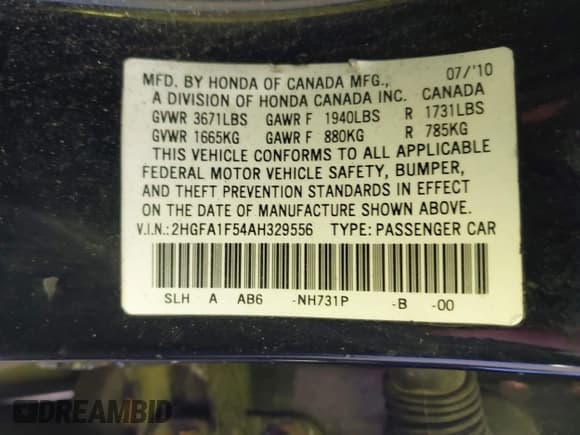 MFD. BY HONDA OF CANADA MFG., 07/'10
A DIVISION OF HONDA CANADA INC. CANADA
GVWR 3671LBS GAWR F 1940LBS R 1731LBS
GVWR 1665KG GAWR F 880KG R 785KG
THIS VEHICLE CONFORMS TO ALL APPLICABLE
FEDERAL MOTOR VEHICLE SAFETY, BUMPER,
AND THEFT PREVENTION STANDARDS IN EFFECT
ON THE DATE OF MANUFACTURE SHOWN ABOVE.
V.I.N.:2HGFA1F54AH329556 TYPE: PASSENGER CAR
SLH A AB6 -NH731P -B -00
DREAMBID